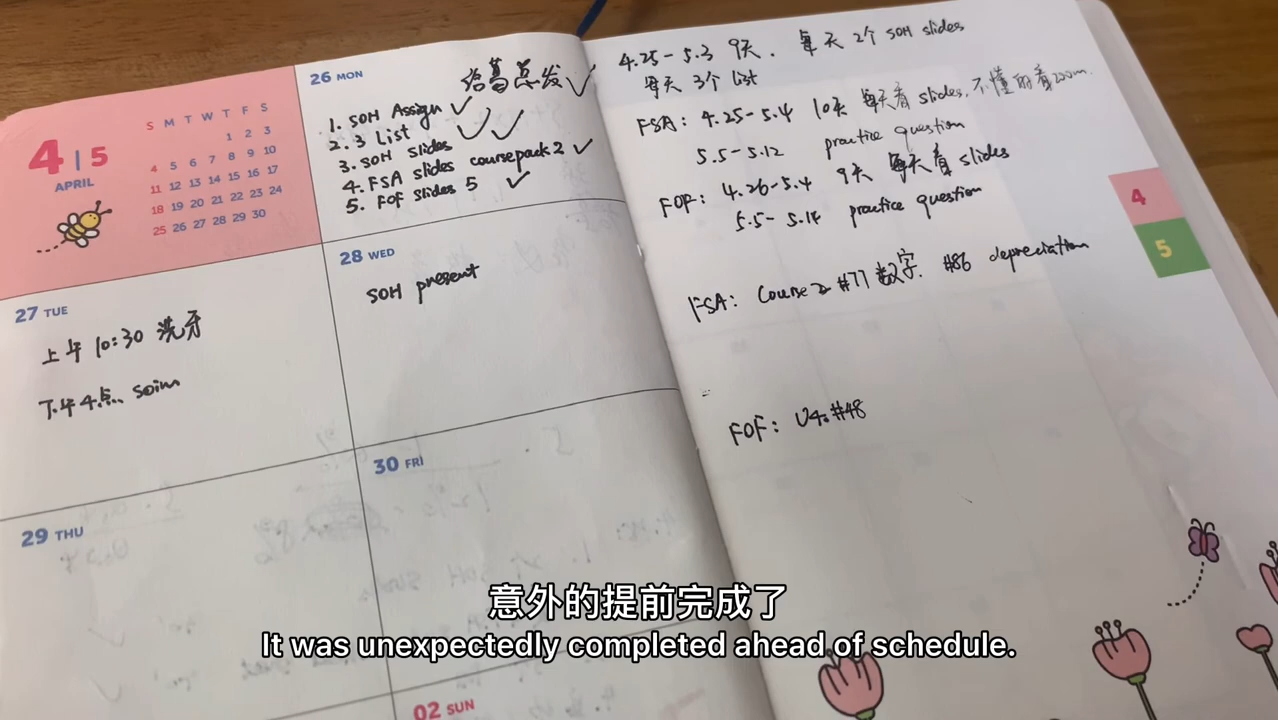 4 | 5
APRIL
S M T W T F S
1 2 3
4 5 6 7 8 9 10
11 12 13 14 15 16 17
18 19 20 21 22 23 24
25 26 27 28 29 30
26 MON
给葛总发 ✓
1. SOH Assign ✓
2. 3 List ✓✓
3. SOH slides
4. FSA slides coursepack 2 ✓
5. FOF slides 5 ✓
27 TUE
上午 10:30 洗牙
下午4点
28 WED
SOH present
29 THU
30 FRI
02 SUN
4.25-5.3 9天. 每天2个 SOH slides
每天 3个 list
FSA: 4.25-5.4 10天 每天看 slides, 不懂的看zoom.
5.5-5.12 practice question
FOF: 4.26-5.4 9天 每天看 slides
5.5-5.14 practice question
FSA: Course 2 #77 数字. #86 depreciation
FOF: U4. #48
4
5
意外的提前完成了
It was unexpectedly completed ahead of schedule.